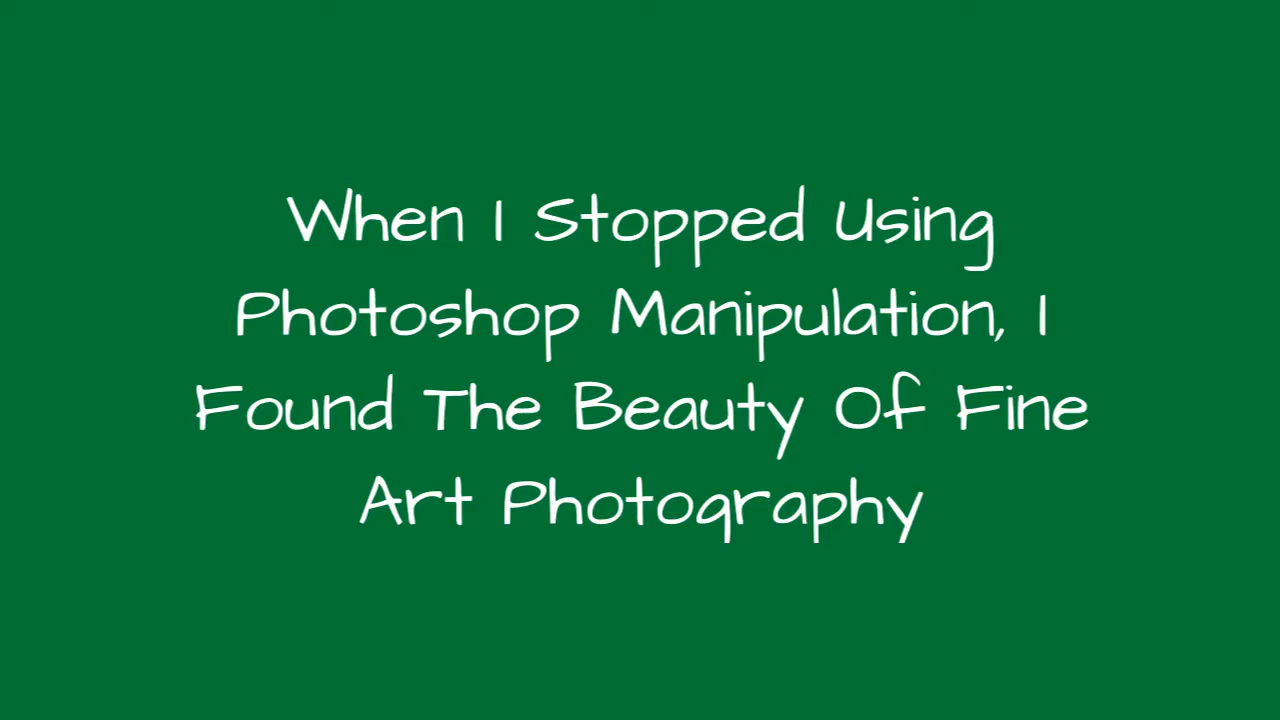 When I Stopped Using
Photoshop Manipulation, I
Found The Beauty Of Fine
Art Photography